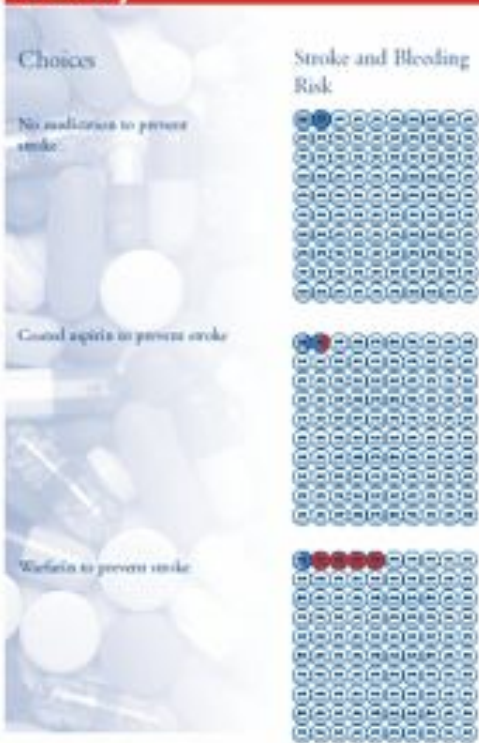 Choices
Stroke and Bleeding
Risk
No medication to prevent
stroke
Coated aspirin to prevent stroke
Warfarin to prevent stroke